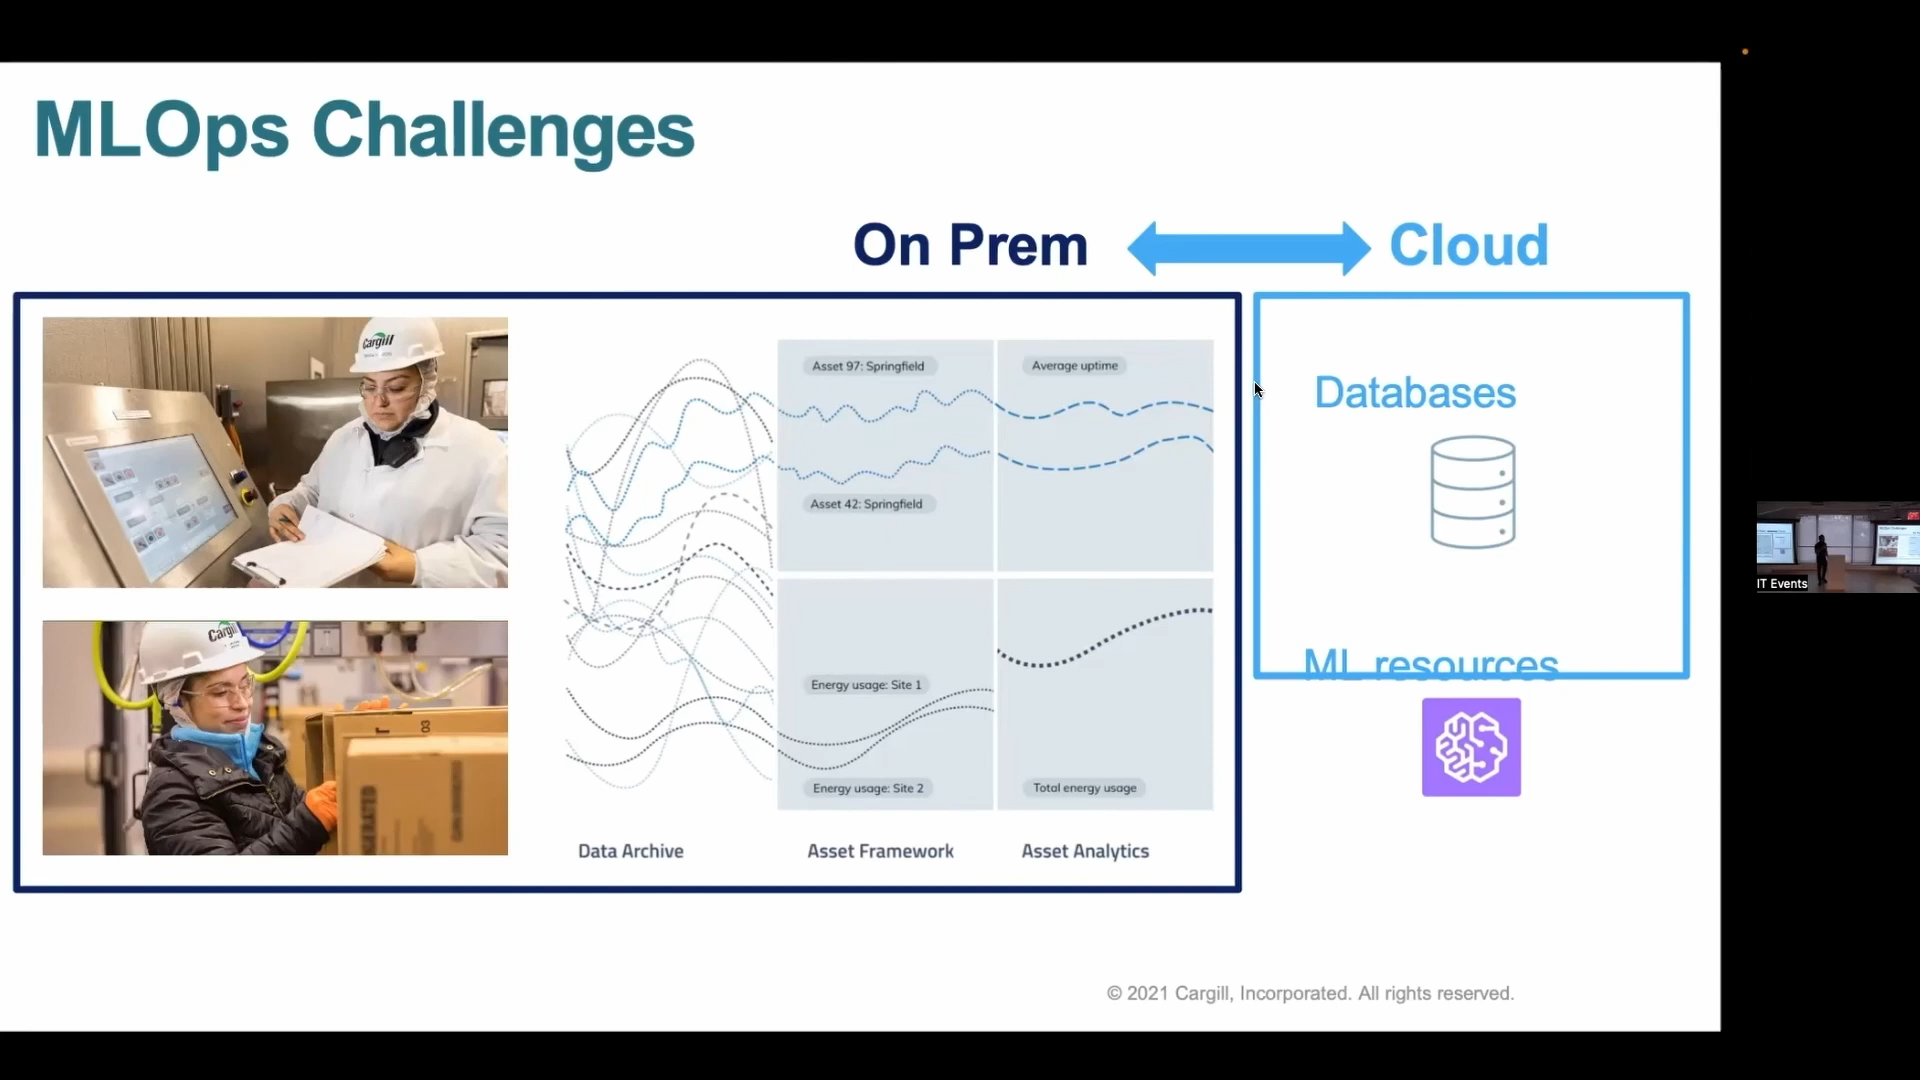 MLOps Challenges
On Prem
Cloud
Cargill
Asset 97: Springfield
Average uptime
Asset 42: Springfield
Databases
ML resources
Cargill
Energy usage: Site 1
Energy usage: Site 2
Total energy usage
Data Archive
Asset Framework
Asset Analytics
IT Events
© 2021 Cargill, Incorporated. All rights reserved.